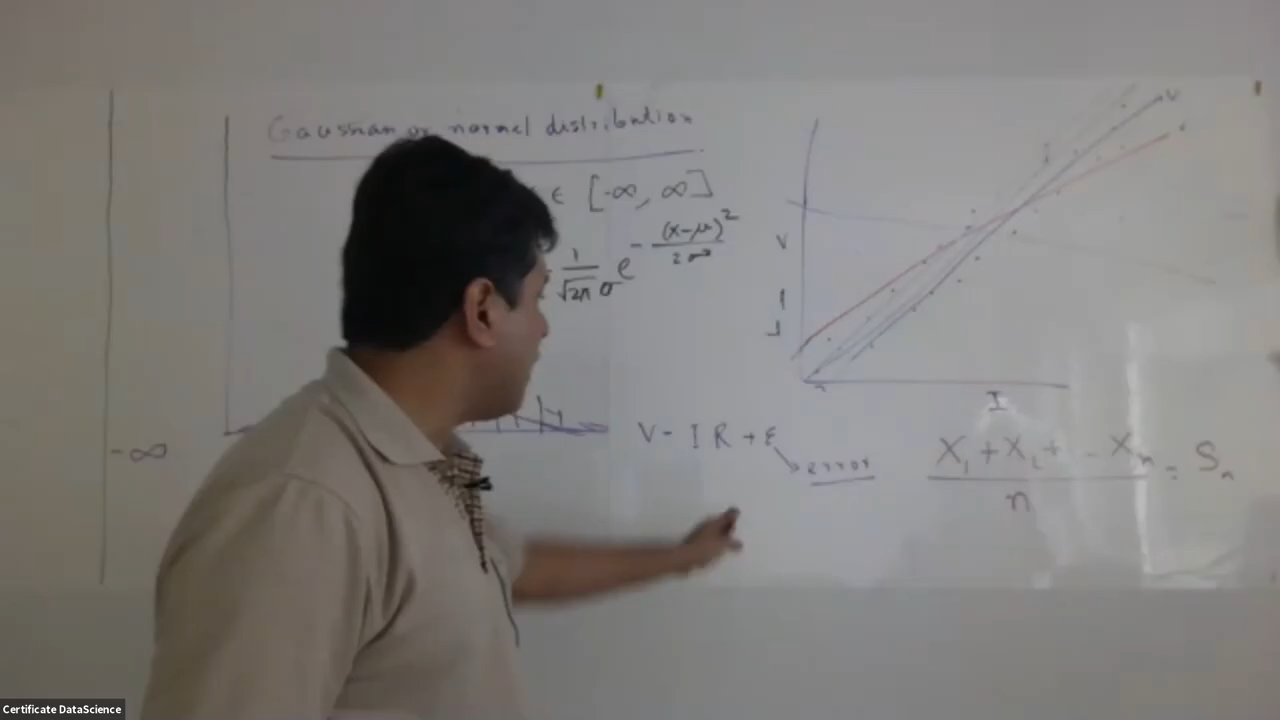 Gaussian or normal distribution
∈ [-∞, ∞]
1/√2π σ e^-(x-μ)²/2σ²
-∞
V
I
V = I R + ε
error
X₁ + X₂ + - Xₙ / n = Sₙ
Certificate DataScience